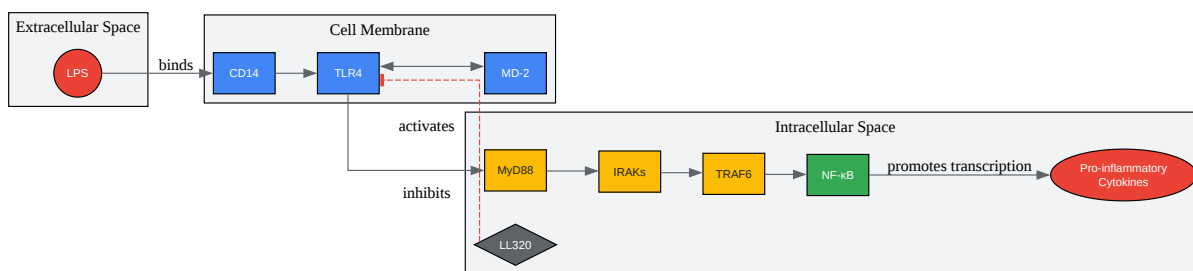 Extracellular Space
LPS
binds
Cell Membrane
CD14
TLR4
MD-2
activates
inhibits
Intracellular Space
MyD88
IRAKs
TRAF6
NF-κB
promotes transcription
Pro-inflammatory
Cytokines
LL320